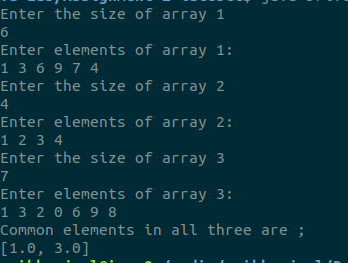 Enter the size of array 1
6
Enter elements of array 1:
1 3 6 9 7 4
Enter the size of array 2
4
Enter elements of array 2:
1 2 3 4
Enter the size of array 3
7
Enter elements of array 3:
1 3 2 0 6 9 8
Common elements in all three are ;
[1.0, 3.0]